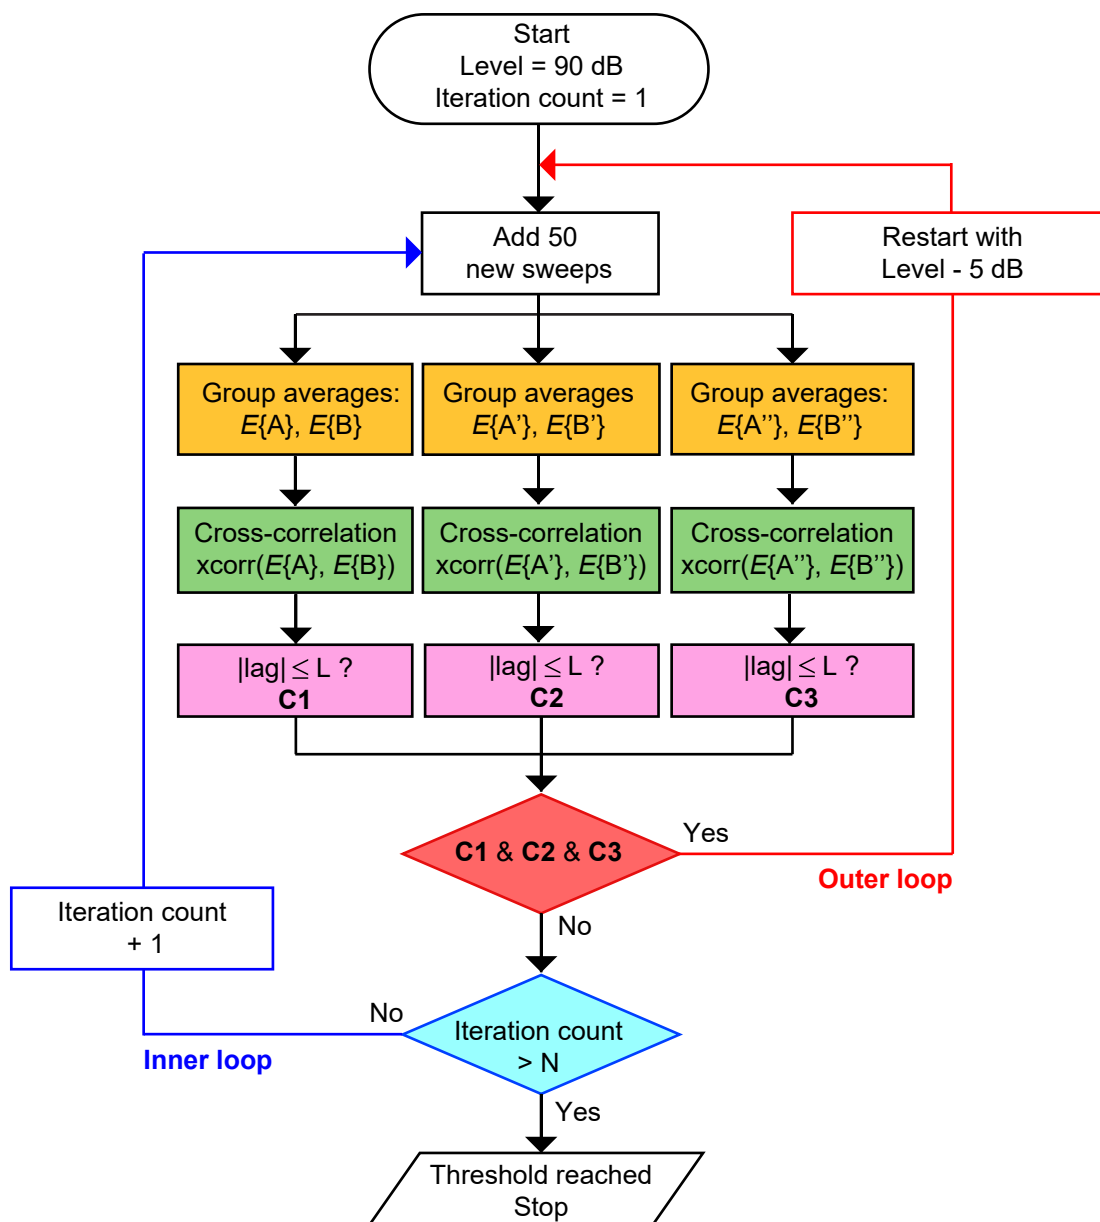 Start
Level = 90 dB
Iteration count = 1
Add 50
new sweeps
Restart with
Level - 5 dB
Group averages:
E{A}, E{B}
Group averages
E{A’}, E{B’}
Group averages:
E{A’’}, E{B’’}
Cross-correlation
xcorr(E{A}, E{B})
Cross-correlation
xcorr(E{A’}, E{B’})
Cross-correlation
xcorr(E{A’’}, E{B’’})
|lag| ≤ L ?
C1
|lag| ≤ L ?
C2
|lag| ≤ L ?
C3
C1 & C2 & C3
Yes
Outer loop
No
Iteration count
+ 1
Iteration count
> N
No
Inner loop
Yes
Threshold reached
Stop